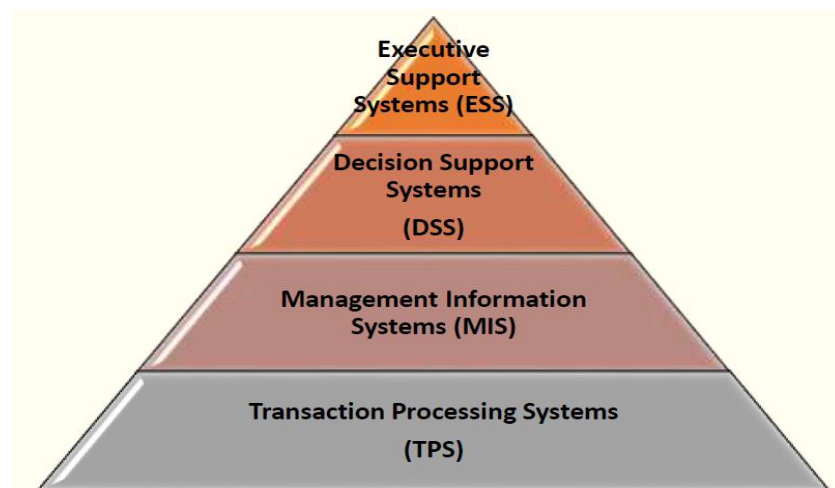 Executive
Support
Systems (ESS)
Decision Support
Systems
(DSS)
Management Information
Systems (MIS)
Transaction Processing Systems
(TPS)